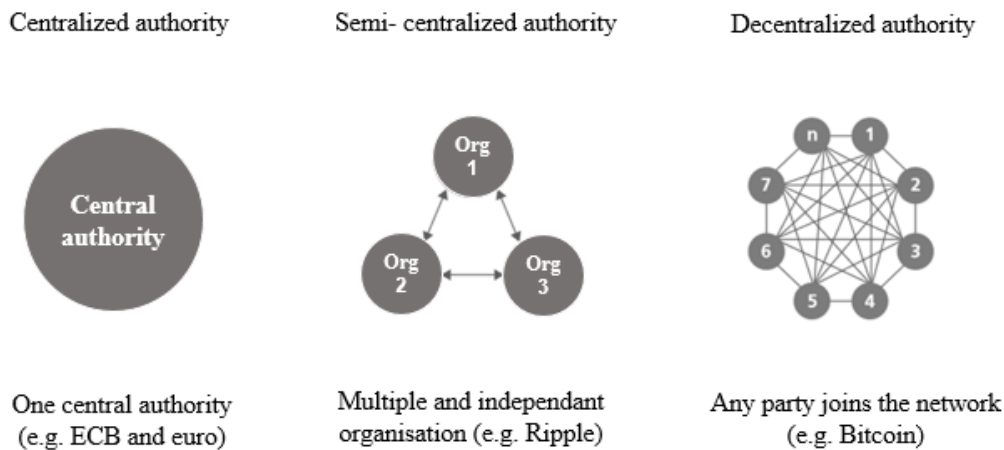 Centralized authority
Semi- centralized authority
Decentralized authority
Central
authority
Org
1
Org
2
Org
3
n
1
7
2
6
3
5
4
One central authority
(e.g. ECB and euro)
Multiple and independant
organisation (e.g. Ripple)
Any party joins the network
(e.g. Bitcoin)